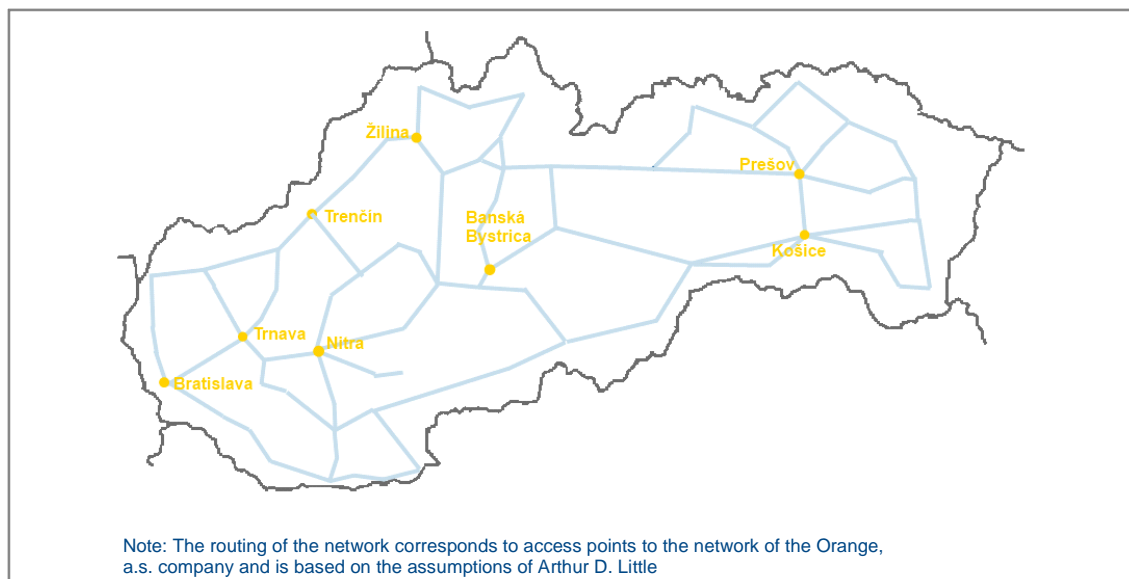 Žilina
Prešov
Trenčin
Banská
Bystrica
Košice
Trnava
Nitra
Bratislava
Note: The routing of the network corresponds to access points to the network of the Orange,
a.s. company and is based on the assumptions of Arthur D. Little